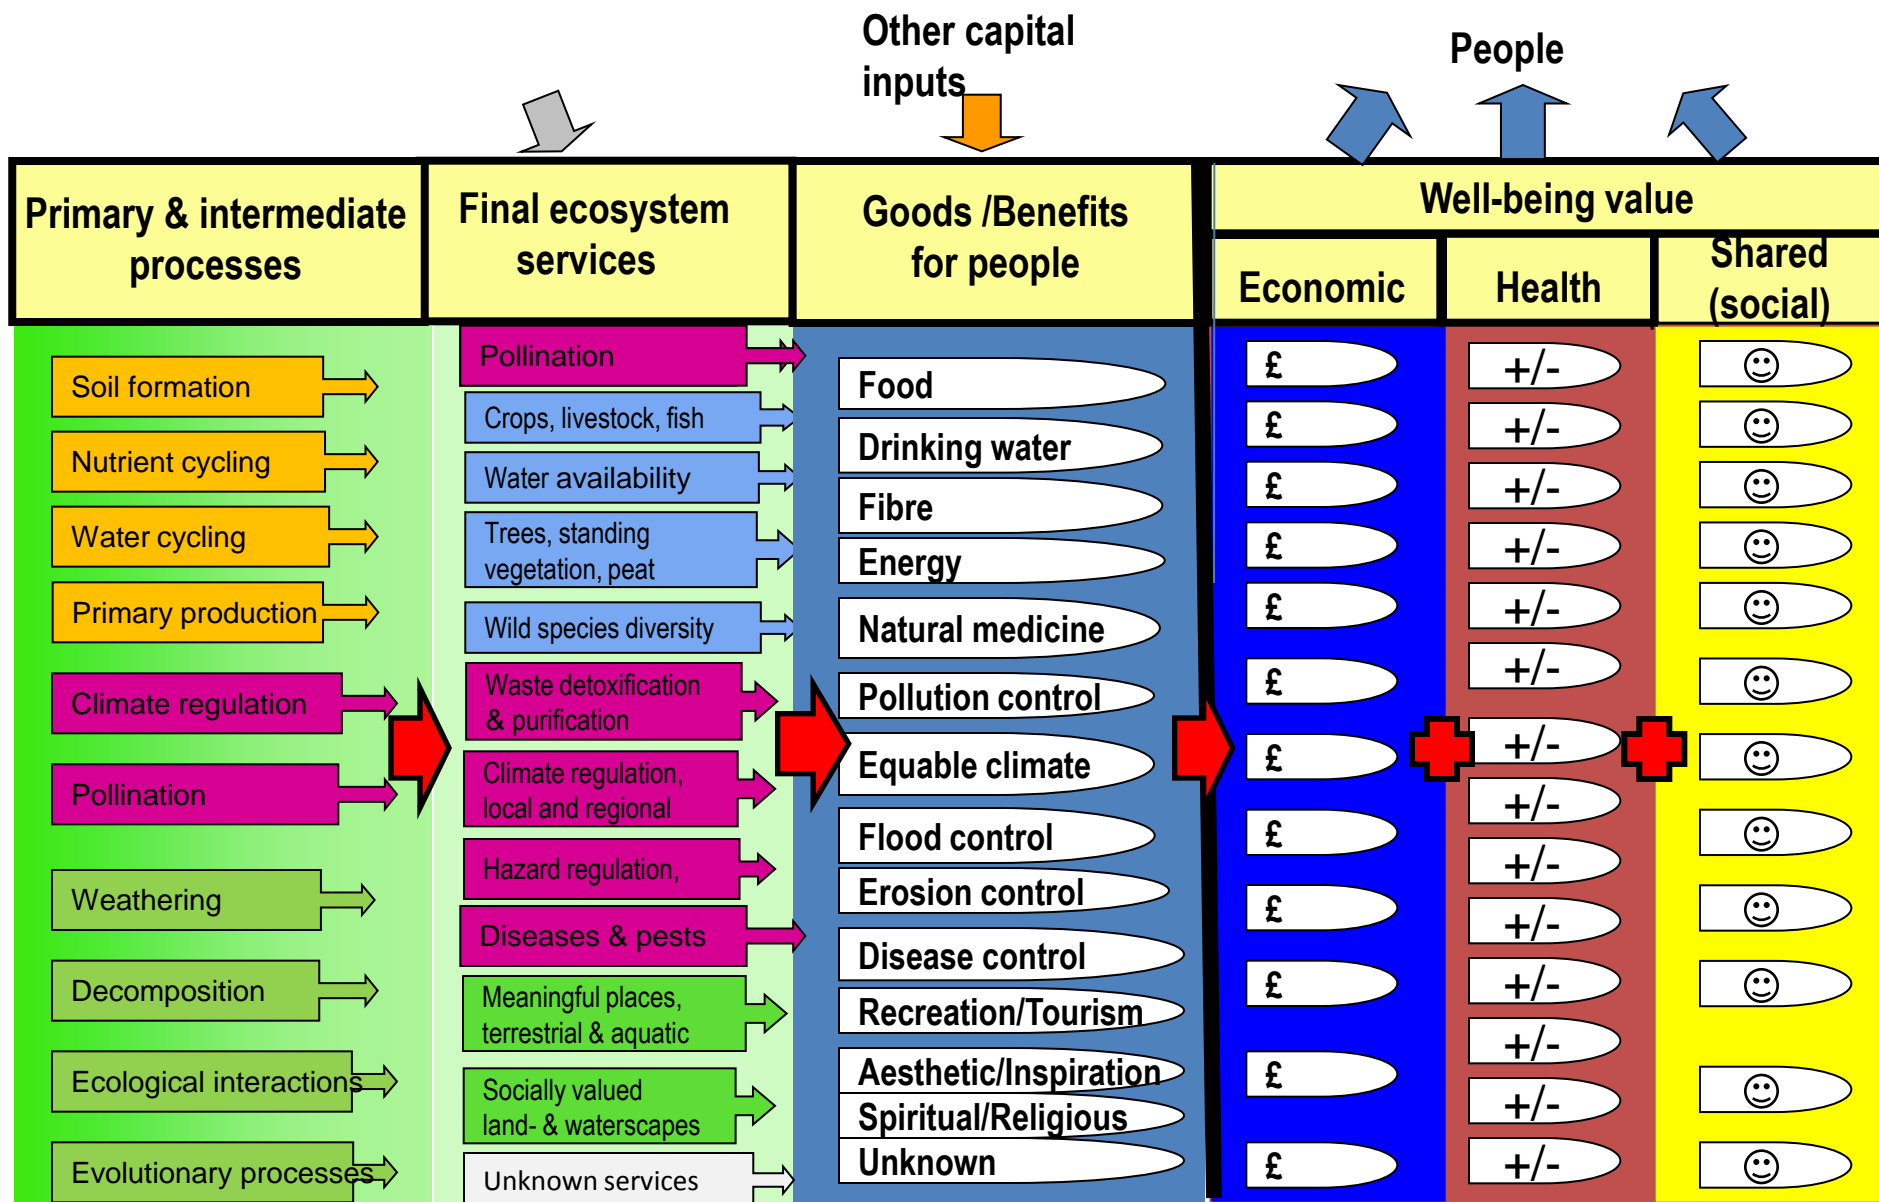 Other capital
inputs
People
Primary & intermediate
processes
Final ecosystem
services
Goods /Benefits
for people
Well-being value
Economic
Health
Shared
(social)
Soil formation
Nutrient cycling
Water cycling
Primary production
Climate regulation
Pollination
Weathering
Decomposition
Ecological interactions
Evolutionary processes
Pollination
Crops, livestock, fish
Water availability
Trees, standing
vegetation, peat
Wild species diversity
Waste detoxification
& purification
Climate regulation,
local and regional
Hazard regulation,
Diseases & pests
Meaningful places,
terrestrial & aquatic
Socially valued
land- & waterscapes
Unknown services
Food
Drinking water
Fibre
Energy
Natural medicine
Pollution control
Equable climate
Flood control
Erosion control
Disease control
Recreation/Tourism
Aesthetic/Inspiration
Spiritual/Religious
Unknown
£
£
£
£
£
£
£
£
£
£
£
£
+/-
+/-
+/-
+/-
+/-
+/-
+/-
+/-
+/-
+/-
+/-
+/-
+/-
+/-
☺
☺
☺
☺
☺
☺
☺
☺
☺
☺
☺
☺